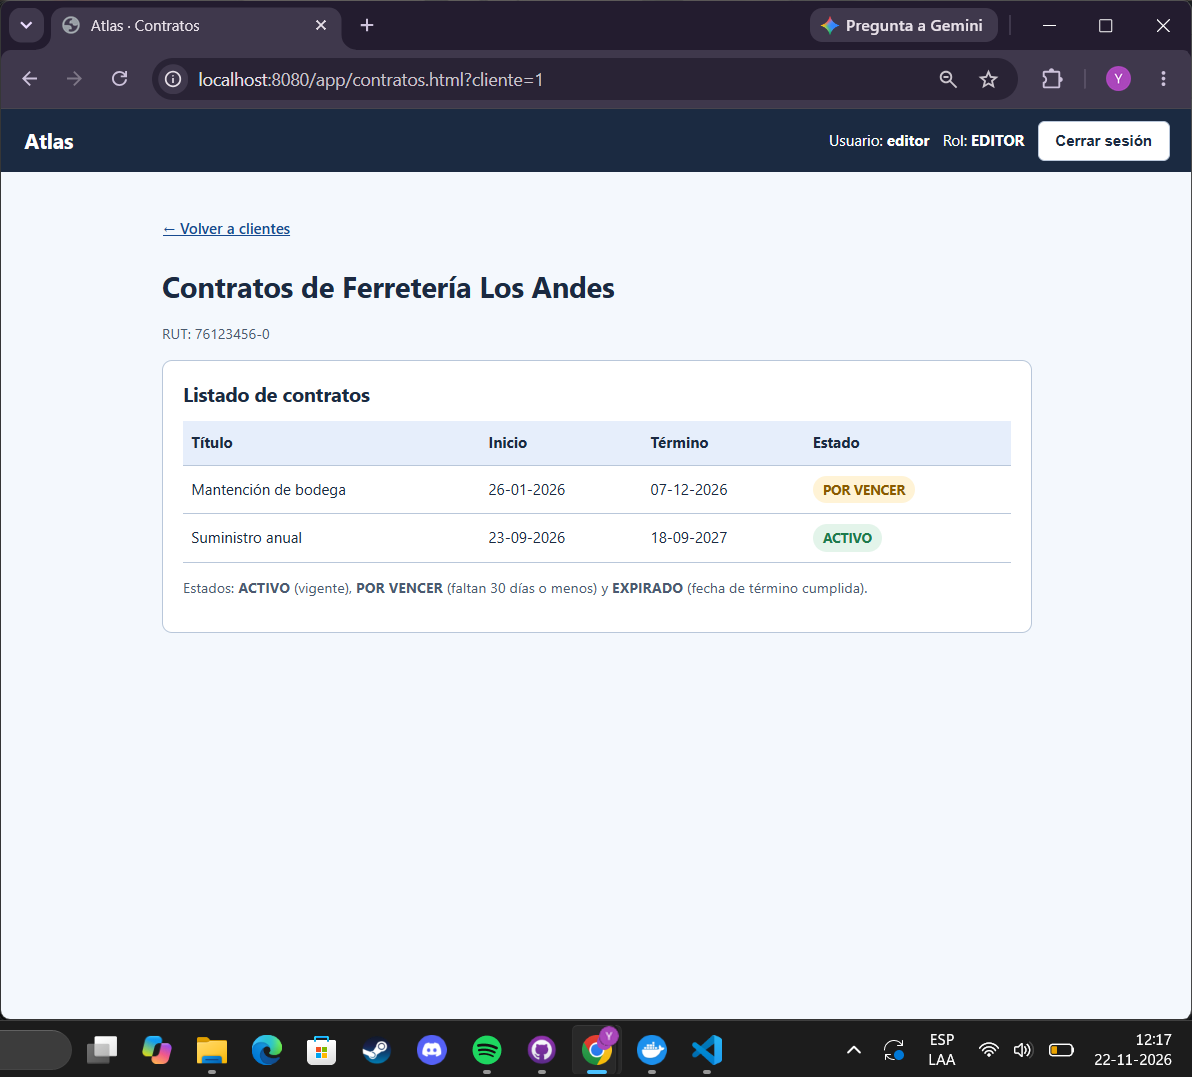 Atlas · Contratos
Pregunta a Gemini
localhost:8080/app/contratos.html?cliente=1
Y
Atlas
Usuario: editor Rol: EDITOR
Cerrar sesión
← Volver a clientes
Contratos de Ferretería Los Andes
RUT: 76123456-0
Listado de contratos
Título Inicio Término Estado
Mantención de bodega 26-01-2026 07-12-2026 POR VENCER
Suministro anual 23-09-2026 18-09-2027 ACTIVO
Estados: ACTIVO (vigente), POR VENCER (faltan 30 días o menos) y EXPIRADO (fecha de término cumplida).
Y
ESP
LAA
12:17
22-11-2026